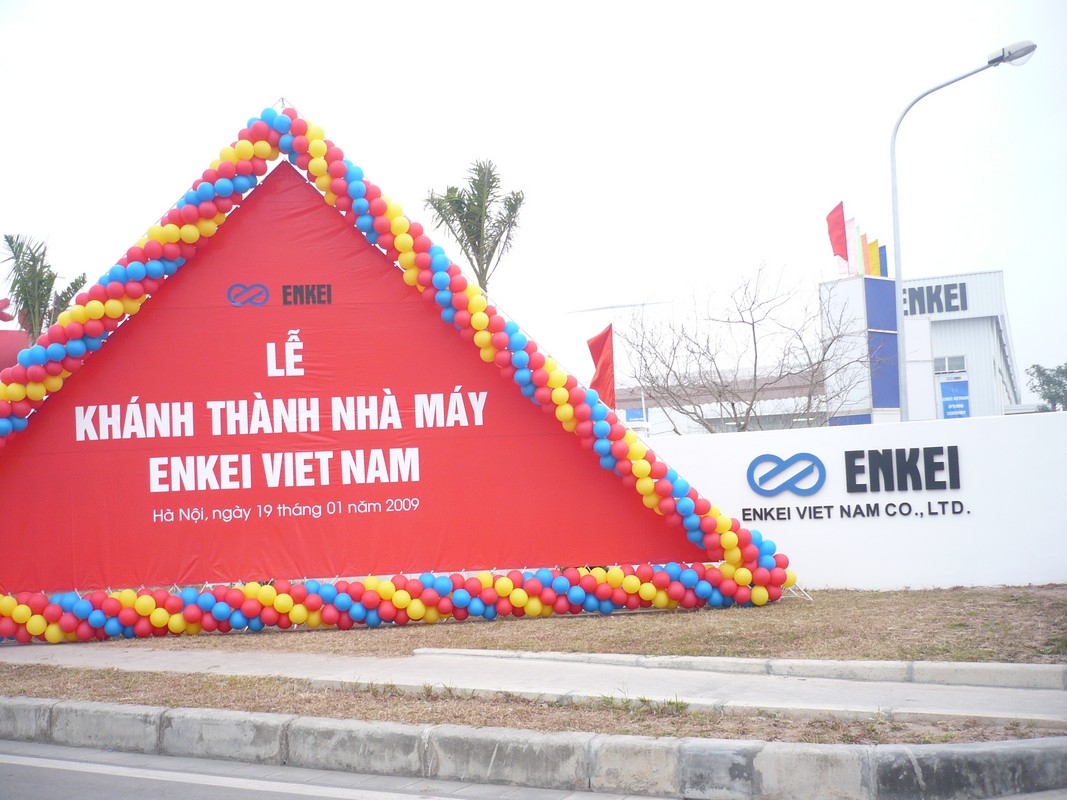 ENKEI
LỄ
KHÁNH THÀNH NHÀ MÁY
ENKEI VIET NAM
Hà Nội, ngày 19 tháng 01 năm 2009
ENKEI
ENKEI
ENKEI VIET NAM CO., LTD.